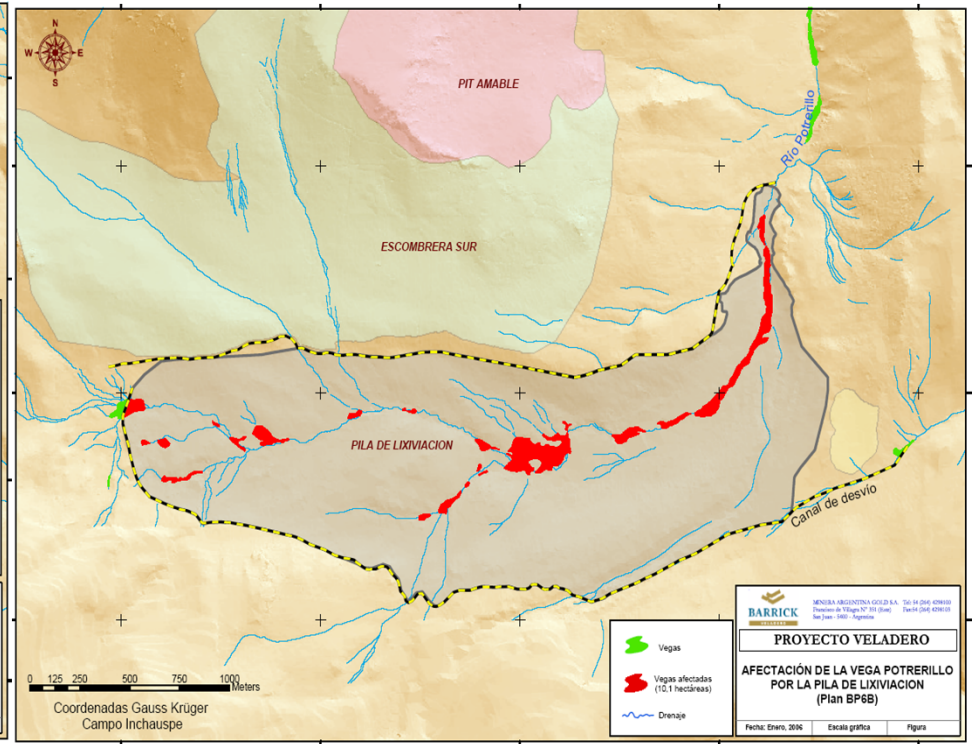 N
W E
S
PIT AMABLE
Río Potrerillo
ESCOMBRERA SUR
PILA DE LIXIVIACION
Canal de desvío
0 125 250 500 750 1000
Meters
Coordenadas Gauss Krüger
Campo Inchauspe
Vegas
Vegas afectadas
(10,1 hectáreas)
Drenaje
BARRICK
VELADERO
MINERA ARGENTINA GOLD S.A.
San Juan - 5400 - Argentina
PROYECTO VELADERO
AFECTACIÓN DE LA VEGA POTRERILLO
POR LA PILA DE LIXIVIACION
(Plan BP6B)
Fecha: Enero, 2006 Escala gráfica Figura